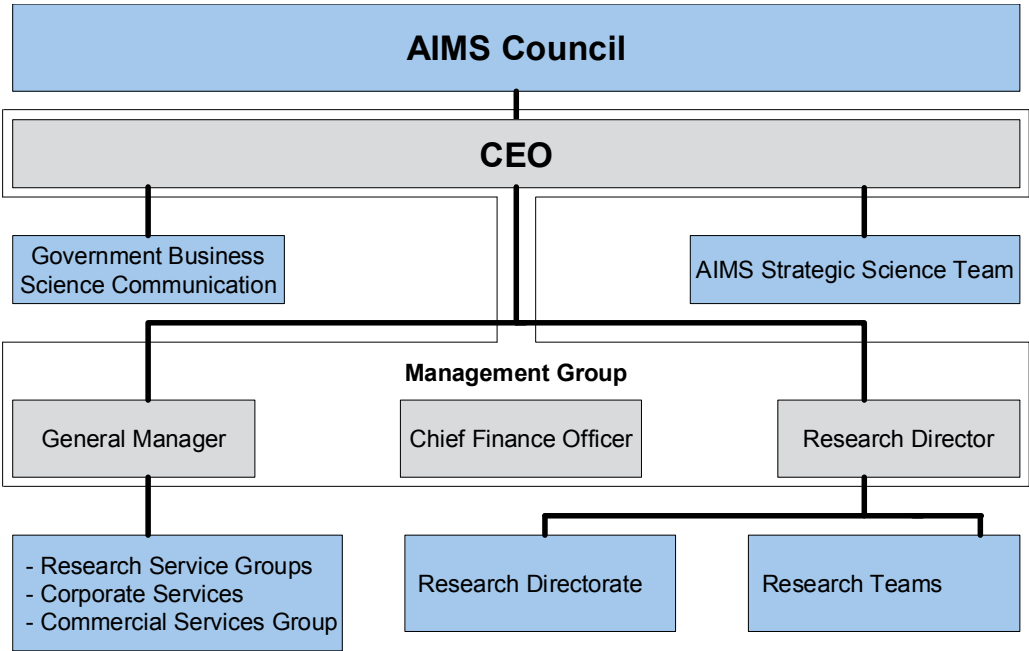 AIMS Council
CEO
Government Business
Science Communication
AIMS Strategic Science Team
Management Group
General Manager
Chief Finance Officer
Research Director
- Research Service Groups
- Corporate Services
- Commercial Services Group
Research Directorate
Research Teams